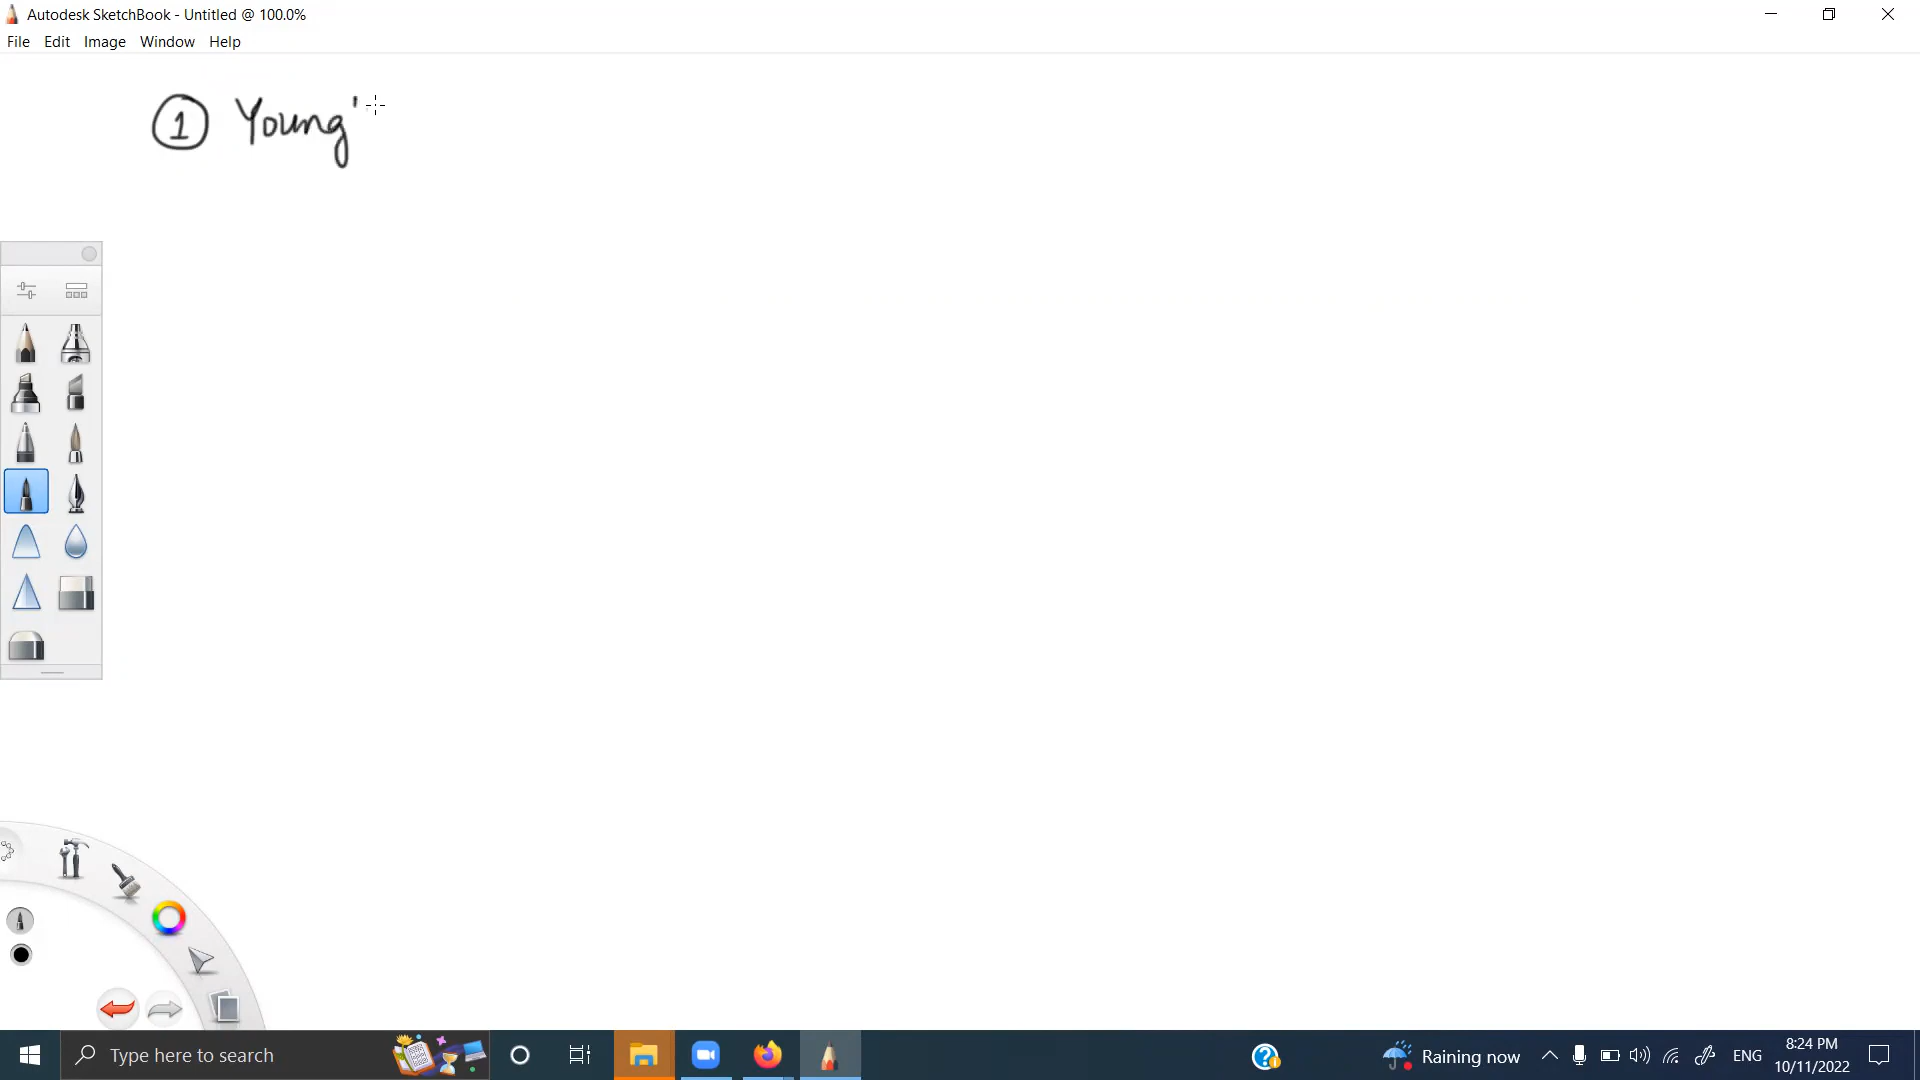 Autodesk SketchBook - Untitled @ 100.0%
File Edit Image Window Help
① Young'
Type here to search
Raining now
ENG
8:24 PM
10/11/2022